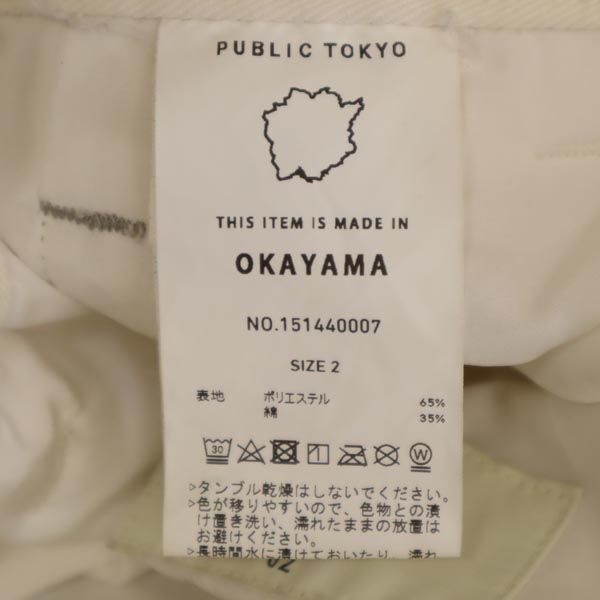 PUBLIC TOKYO
THIS ITEM IS MADE IN
OKAYAMA
NO.151440007
SIZE 2
表地 ポリエステル 65%
綿 35%
30 W
>タンブル乾燥はしないでください。
>色が移りやすいので、色物との漬
け置き洗い、濡れたままの放置は
お避けください。
>長時間水に漬けておいたり、濡れ